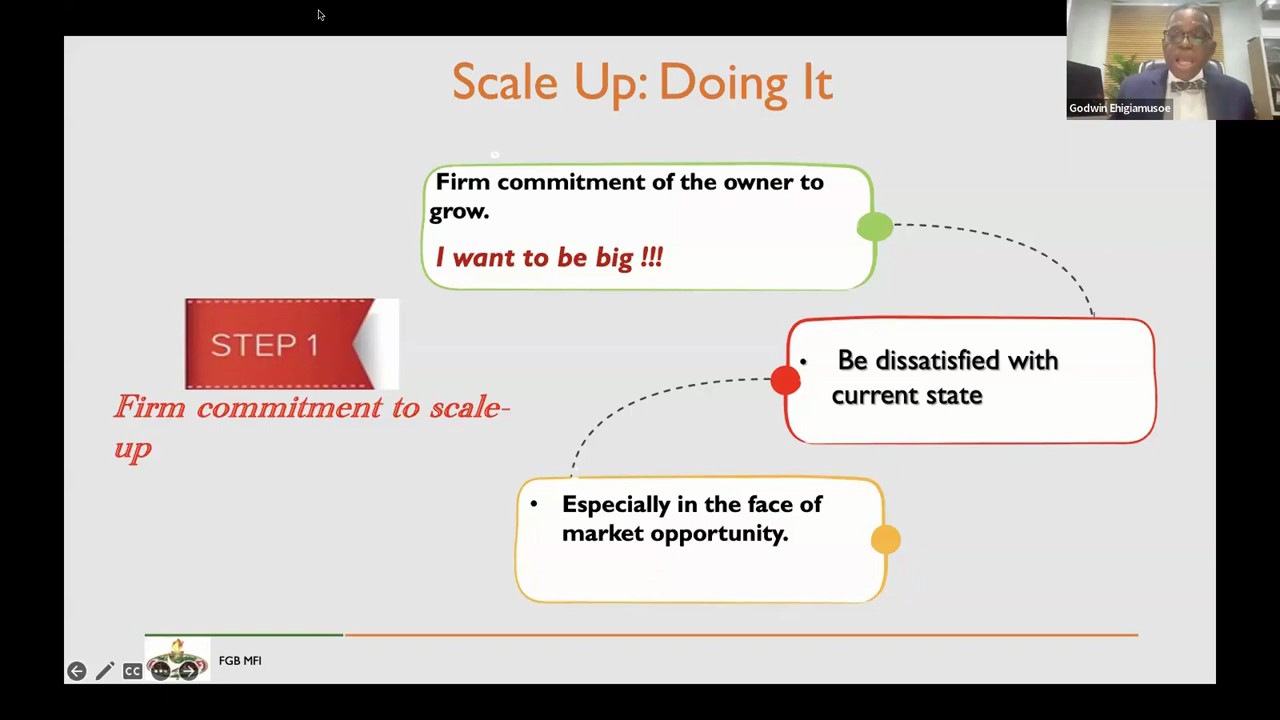 Scale Up: Doing It
Godwin Ehigiamusoe
Firm commitment of the owner to
grow.
I want to be big !!!
STEP 1
Firm commitment to scale-
up
• Be dissatisfied with
current state
• Especially in the face of
market opportunity.
FGB MFI
CC